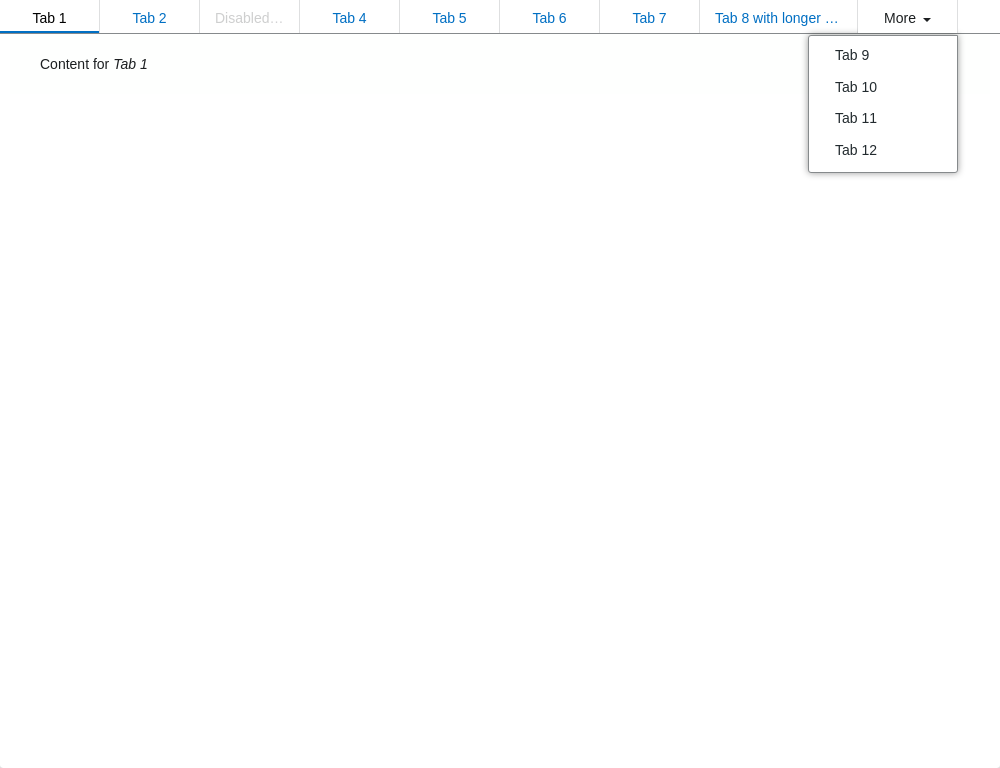 Tab 1 Tab 2 Disabled… Tab 4 Tab 5 Tab 6 Tab 7 Tab 8 with longer … More
Content for Tab 1
Tab 9
Tab 10
Tab 11
Tab 12